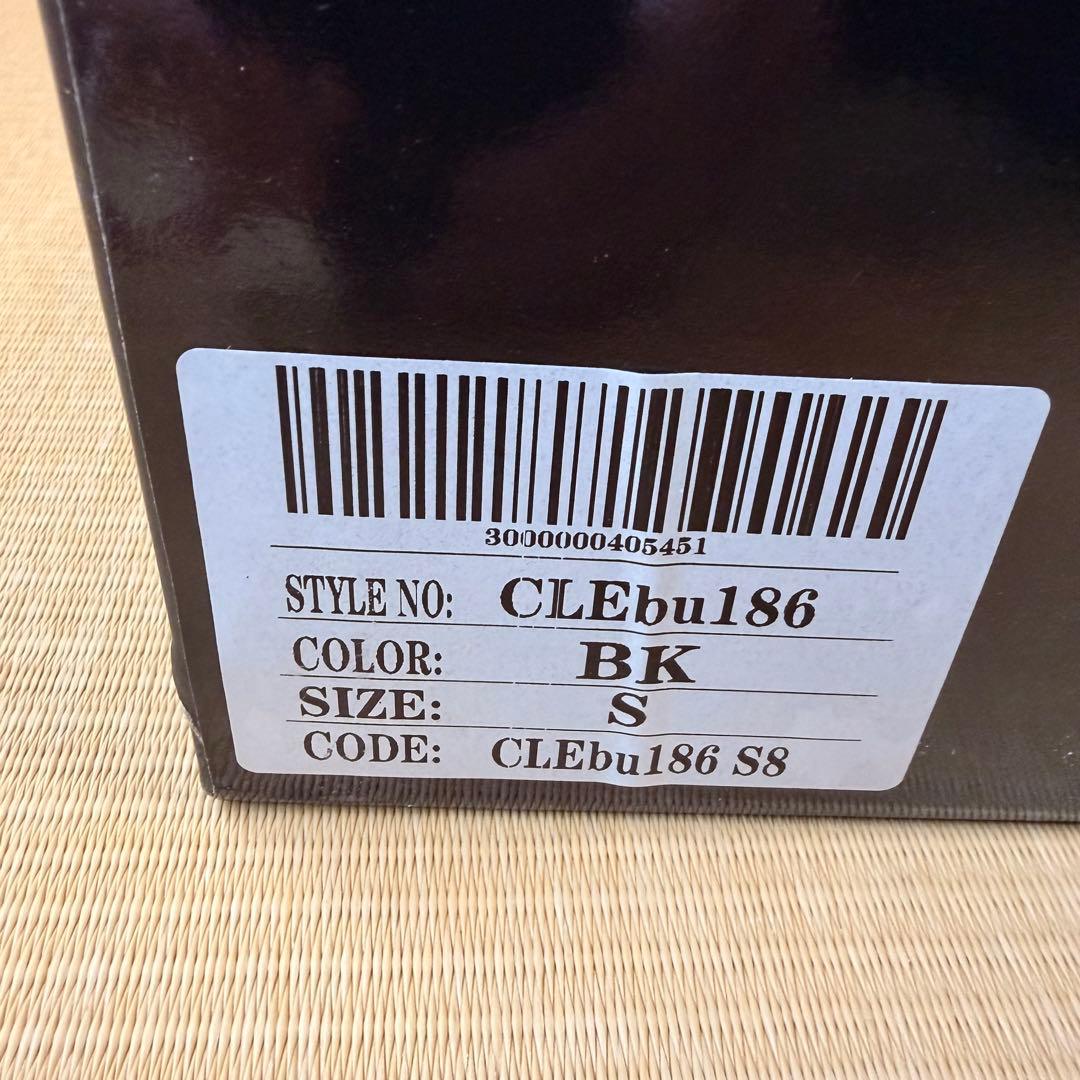 3000000405451
STYLE NO: CLEbu186
COLOR: BK
SIZE: S
CODE: CLEbu186 S8